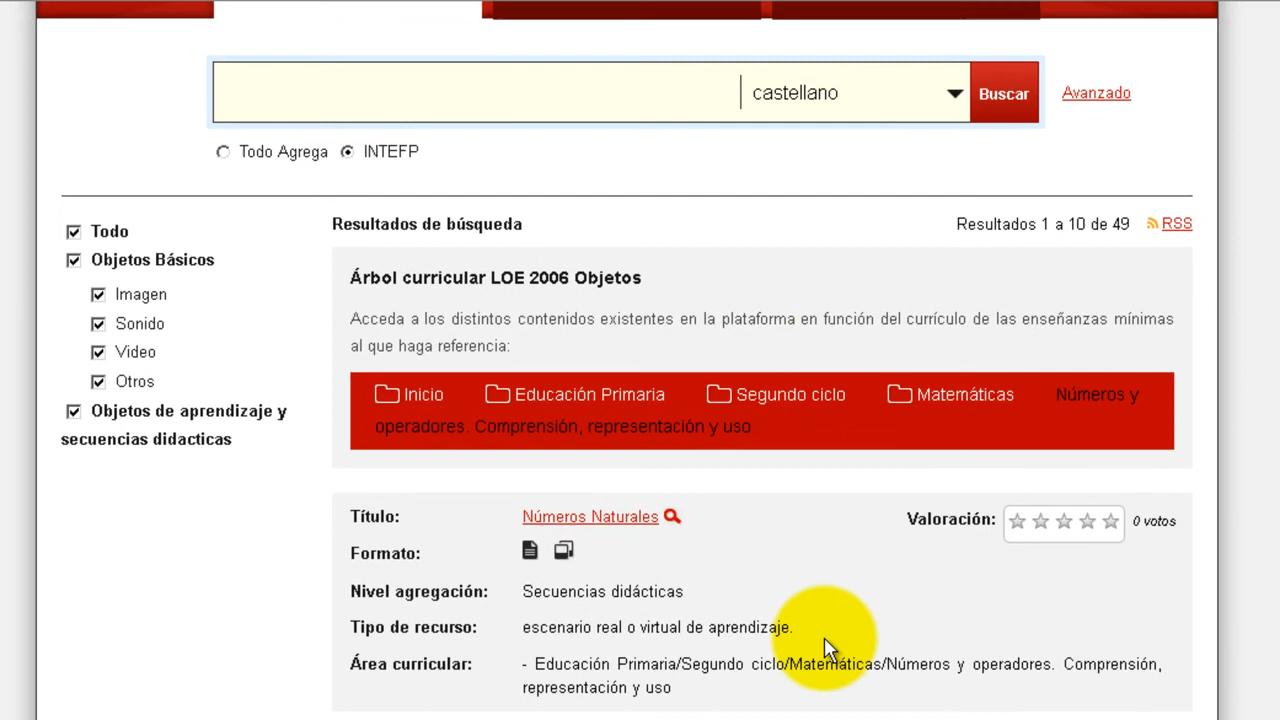 castellano
Buscar
Avanzado
Todo Agrega
INTEFP
Todo
Objetos Básicos
Imagen
Sonido
Video
Otros
Objetos de aprendizaje y
secuencias didacticas
Resultados de búsqueda
Resultados 1 a 10 de 49
RSS
Árbol curricular LOE 2006 Objetos
Acceda a los distintos contenidos existentes en la plataforma en función del currículo de las enseñanzas mínimas
al que haga referencia:
Inicio Educación Primaria Segundo ciclo Matemáticas Números y
operadores. Comprensión, representación y uso
Título: Números Naturales
Valoración: 0 votos
Formato:
Nivel agregación: Secuencias didácticas
Tipo de recurso: escenario real o virtual de aprendizaje.
Área curricular: - Educación Primaria/Segundo ciclo/Matemáticas/Números y operadores. Comprensión,
representación y uso